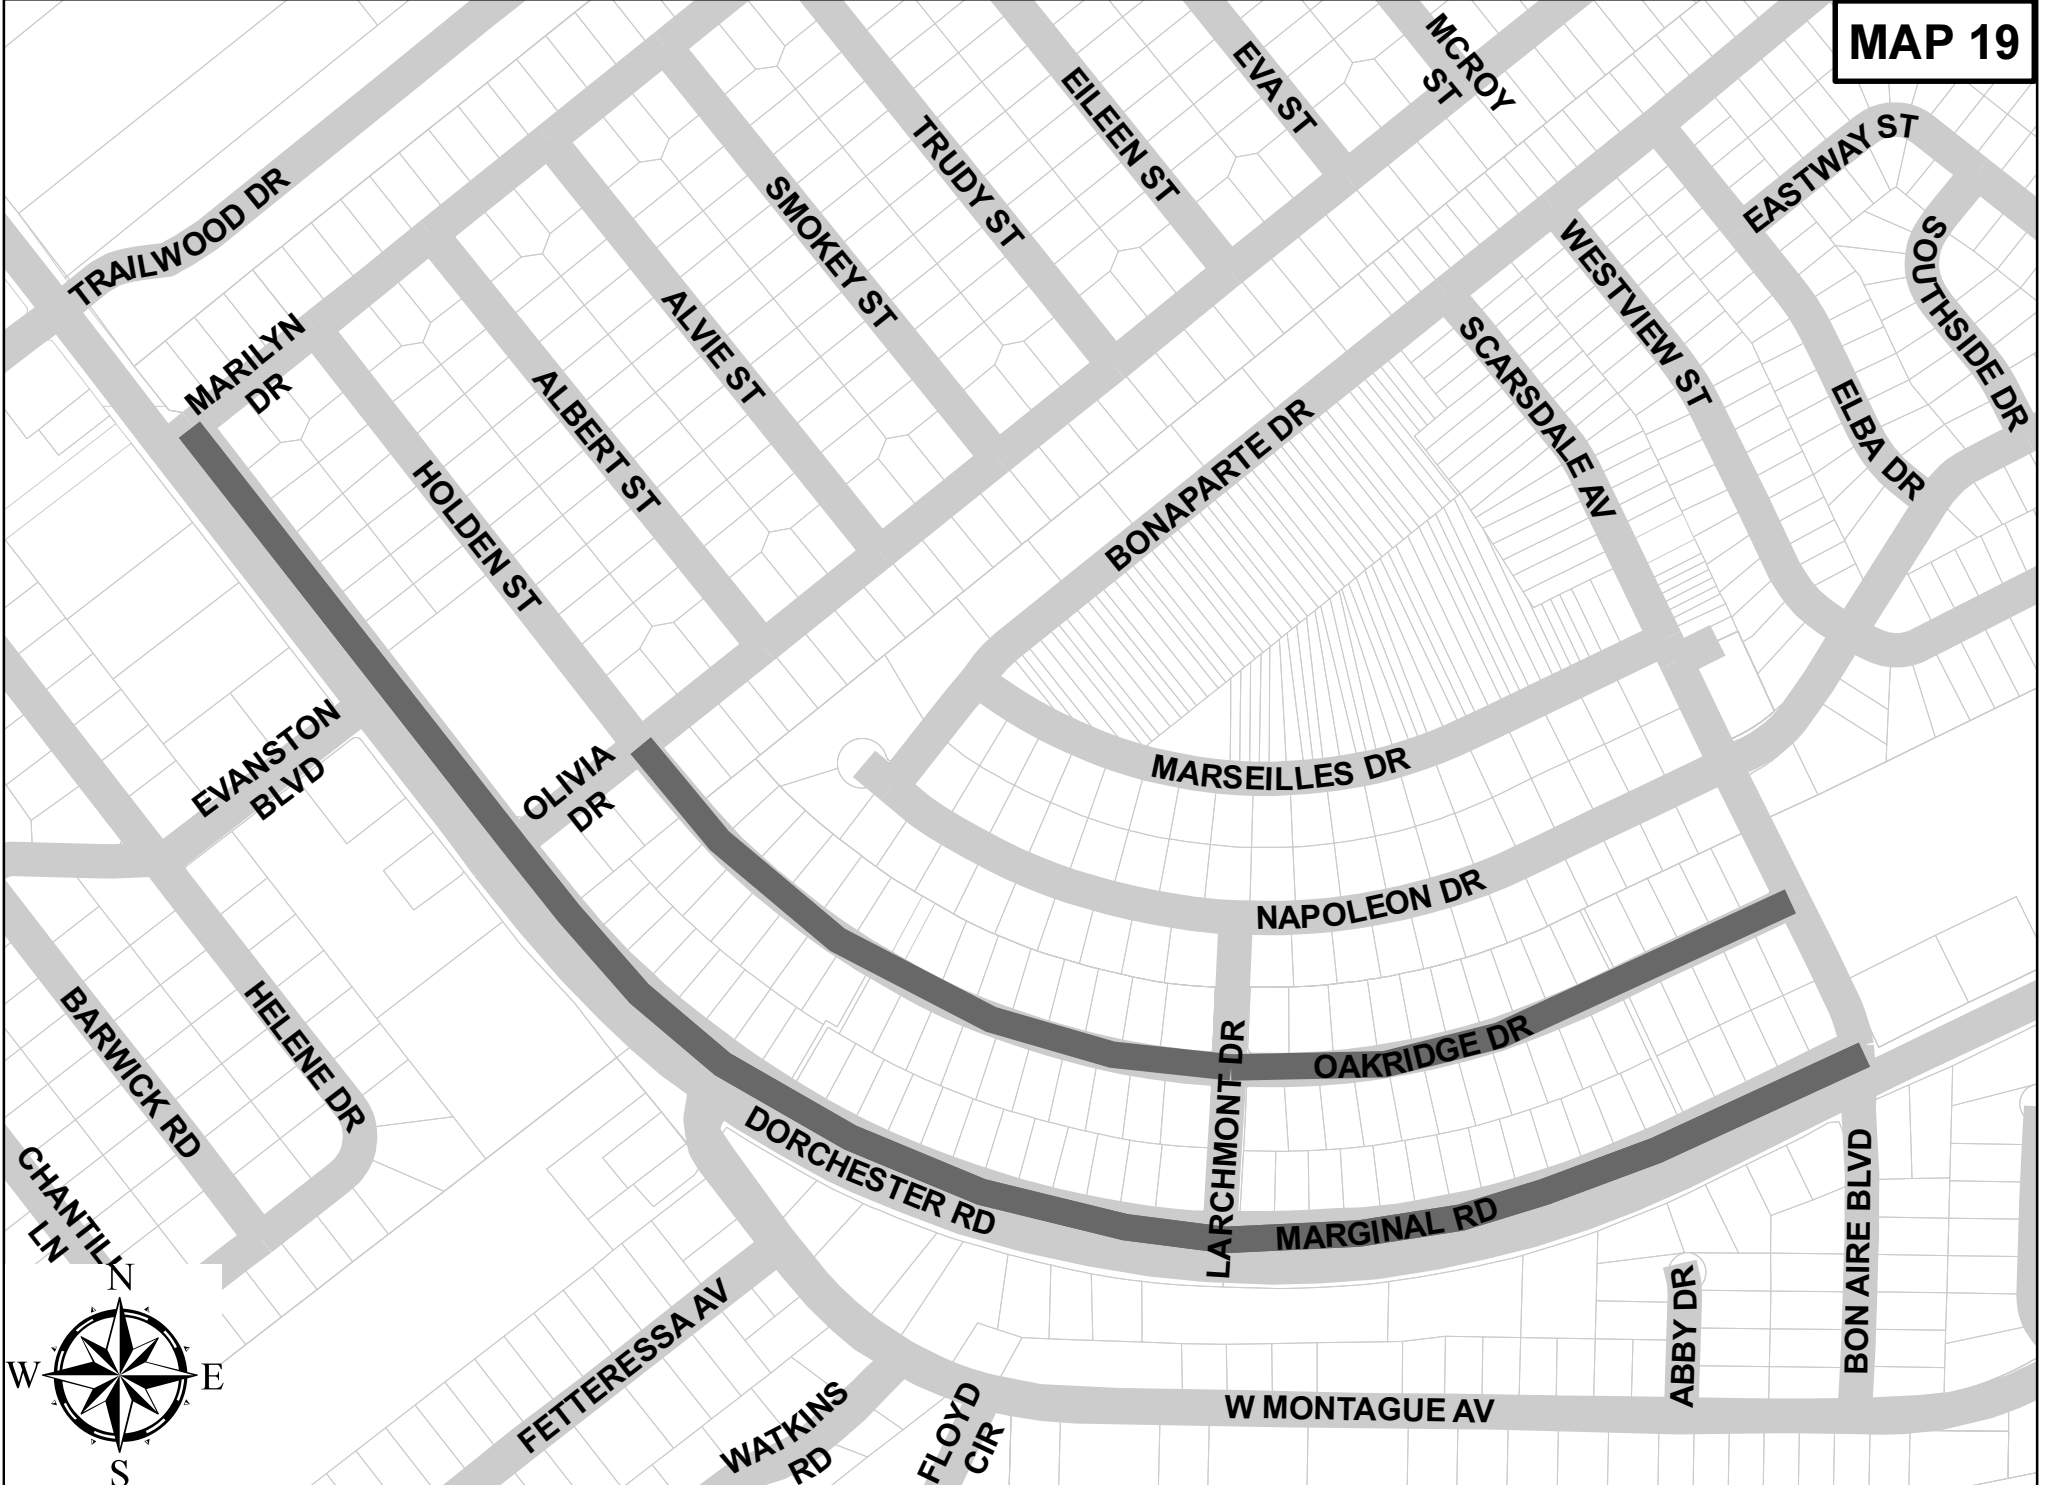 MAP 19
MCROY
ST
EVA ST
EILEEN ST
TRUDY ST
SMOKEY ST
ALVIE ST
ALBERT ST
HOLDEN ST
TRAILWOOD DR
MARILYN
DR
EASTWAY ST
SOUTHSIDE DR
WESTVIEW ST
SCARSDALE AV
ELBA DR
BONAPARTE DR
EVANSTON
BLVD
OLIVIA
DR
MARSEILLES DR
NAPOLEON DR
OAKRIDGE DR
LARCHMONT DR
MARGINAL RD
DORCHESTER RD
BARWICK RD
HELENE DR
CHANTILL
LN
FETTERESSA AV
WATKINS
RD
FLOYD
CIR
W MONTAGUE AV
ABBY DR
BON AIRE BLVD
N
W
E
S